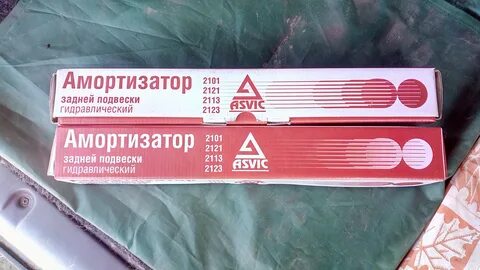 Амортизатор 2101
задней подвески 2121
гидравлический 2113
2123
ASVIC
Амортизатор 2101
задней подвески 2121
гидравлический 2113
2123
ASVIC